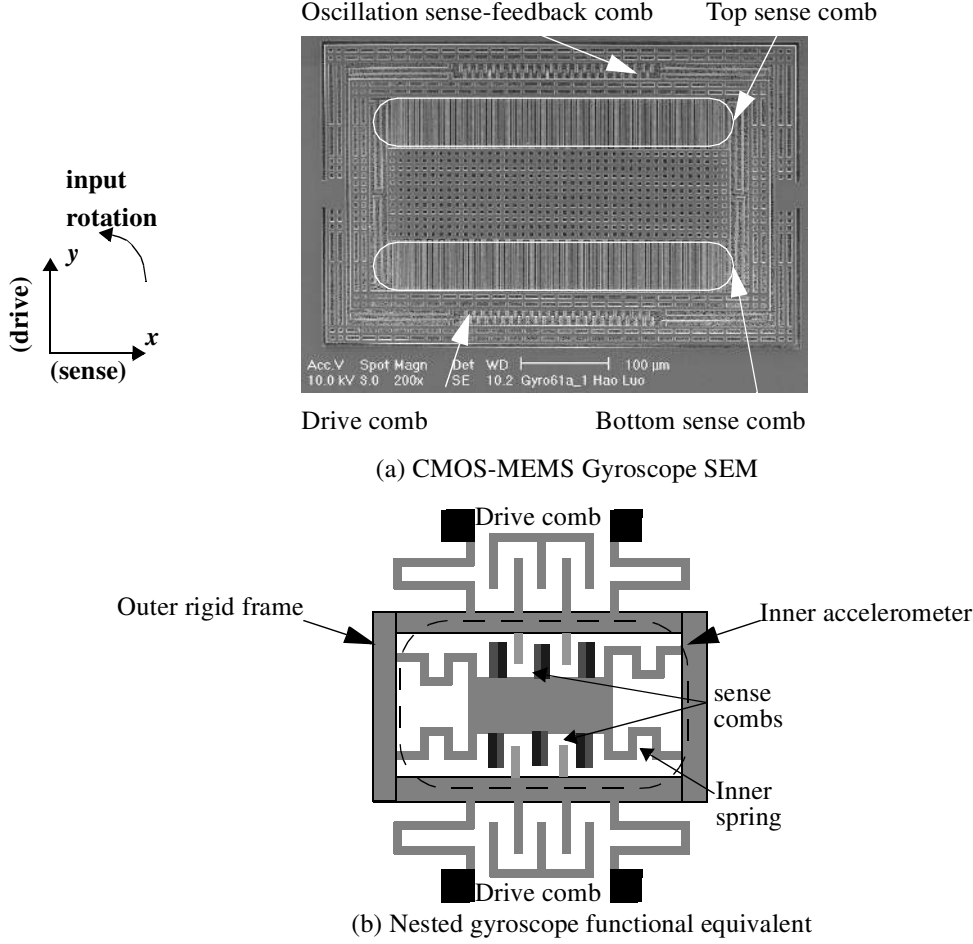 Oscillation sense-feedback comb
Top sense comb
input
rotation
y
(drive)
x
(sense)
Acc.V Spot Magn Det WD 100 µm
10.0 kV 3.0 200x SE 10.2 Gyro61a_1 Hao Luo
Drive comb
Bottom sense comb
(a) CMOS-MEMS Gyroscope SEM
Drive comb
Outer rigid frame
Inner accelerometer
sense
combs
Inner
spring
Drive comb
(b) Nested gyroscope functional equivalent